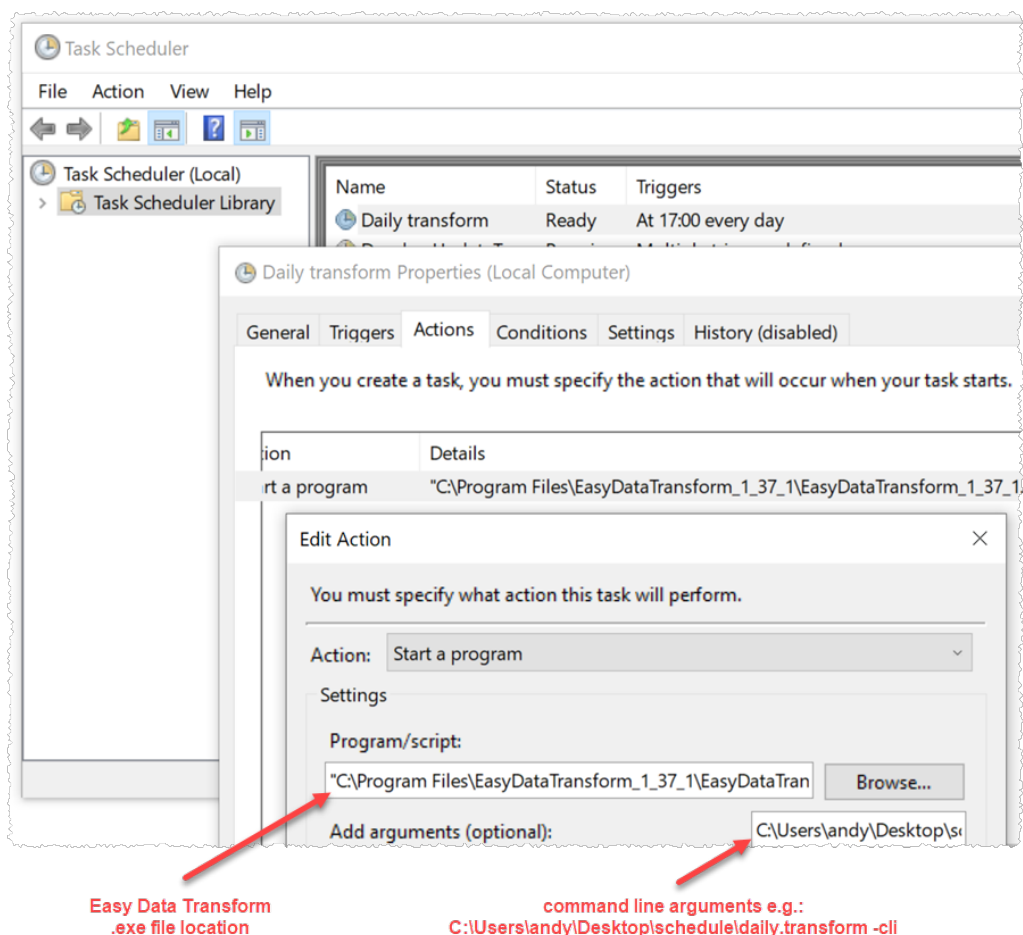 Task Scheduler
File Action View Help
Task Scheduler (Local)
Task Scheduler Library
Name Status Triggers
Daily transform Ready At 17:00 every day
Daily transform Properties (Local Computer)
General Triggers Actions Conditions Settings History (disabled)
When you create a task, you must specify the action that will occur when your task starts.
tion Details
rt a program "C:\Program Files\EasyDataTransform_1_37_1\EasyDataTransform_1_37_1.
Edit Action
You must specify what action this task will perform.
Action: Start a program
Settings
Program/script:
"C:\Program Files\EasyDataTransform_1_37_1\EasyDataTran Browse...
Add arguments (optional): C:\Users\andy\Desktop\sc
Easy Data Transform
.exe file location
command line arguments e.g.:
C:\Users\andy\Desktop\schedule\daily.transform -cli